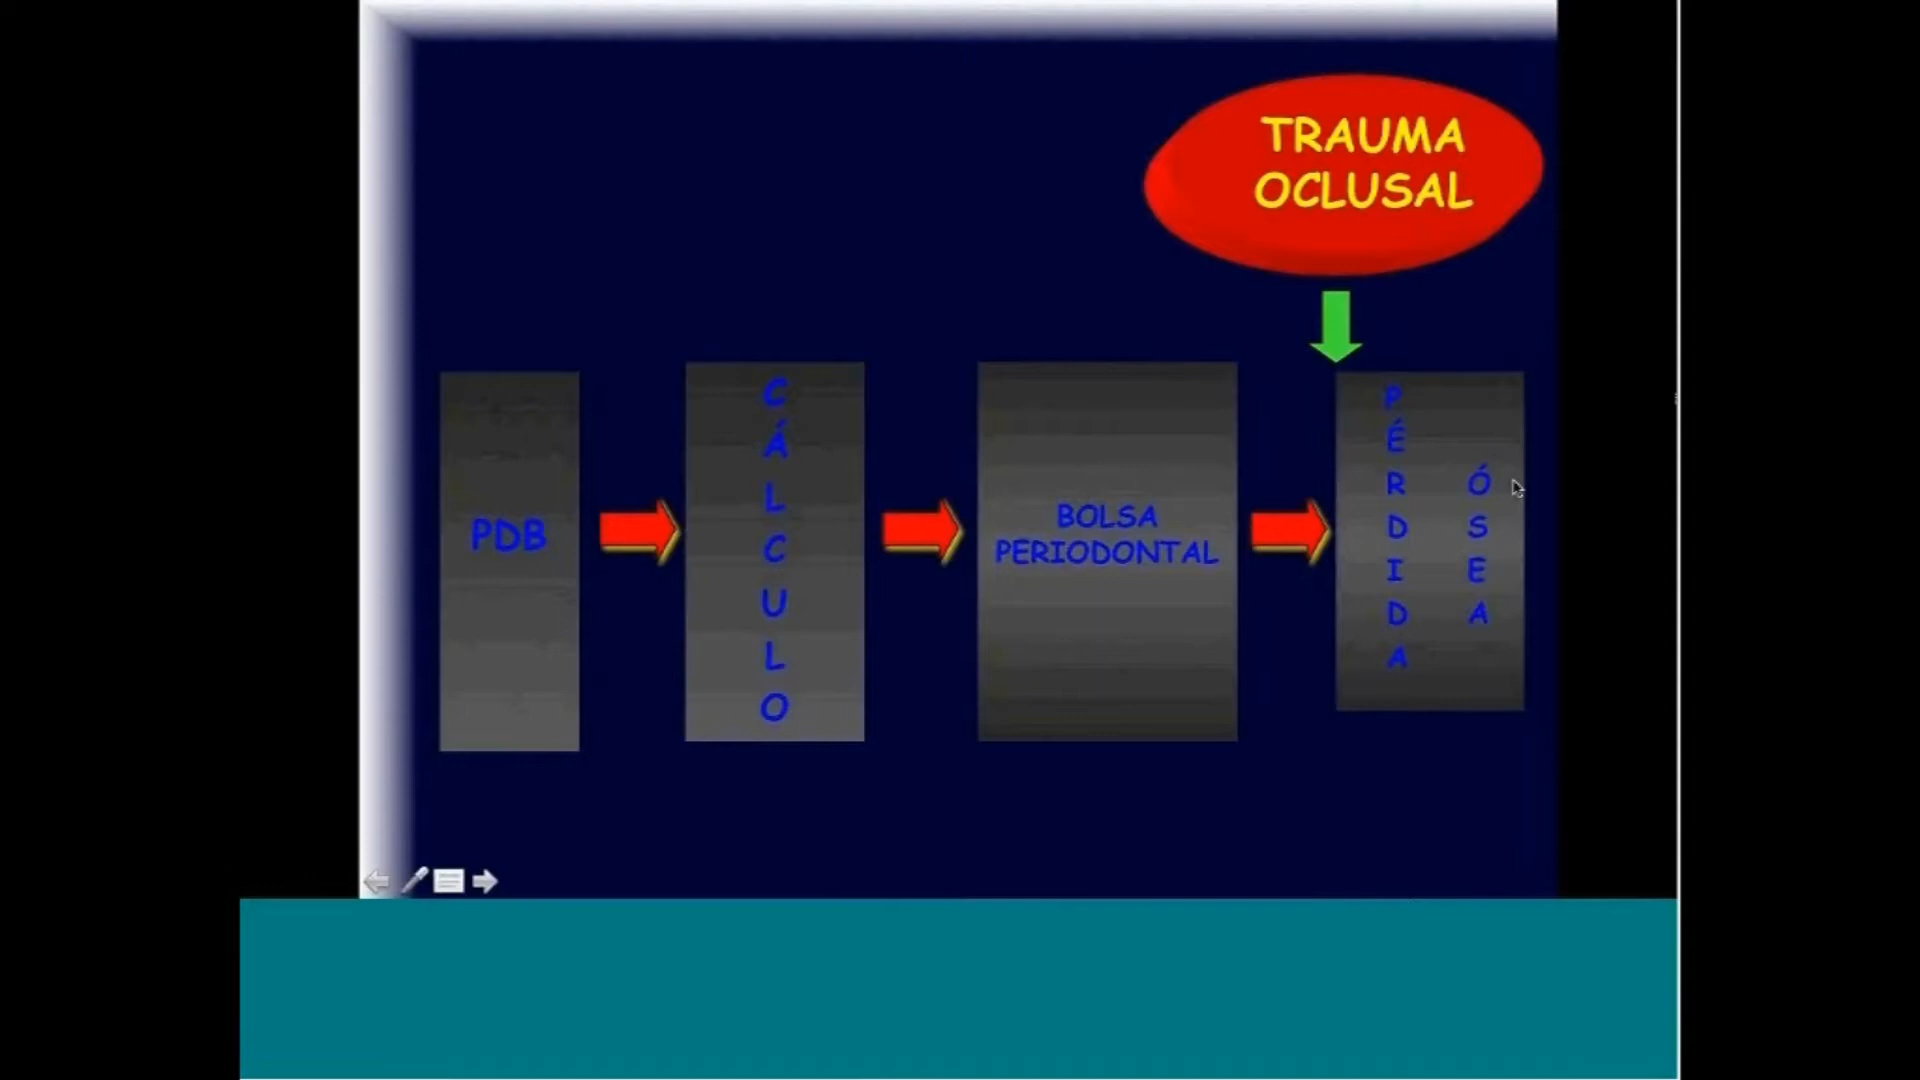 TRAUMA
OCLUSAL
PDB
CÁLCULO
BOLSA
PERIODONTAL
PÉRDIDA
ÓSEA